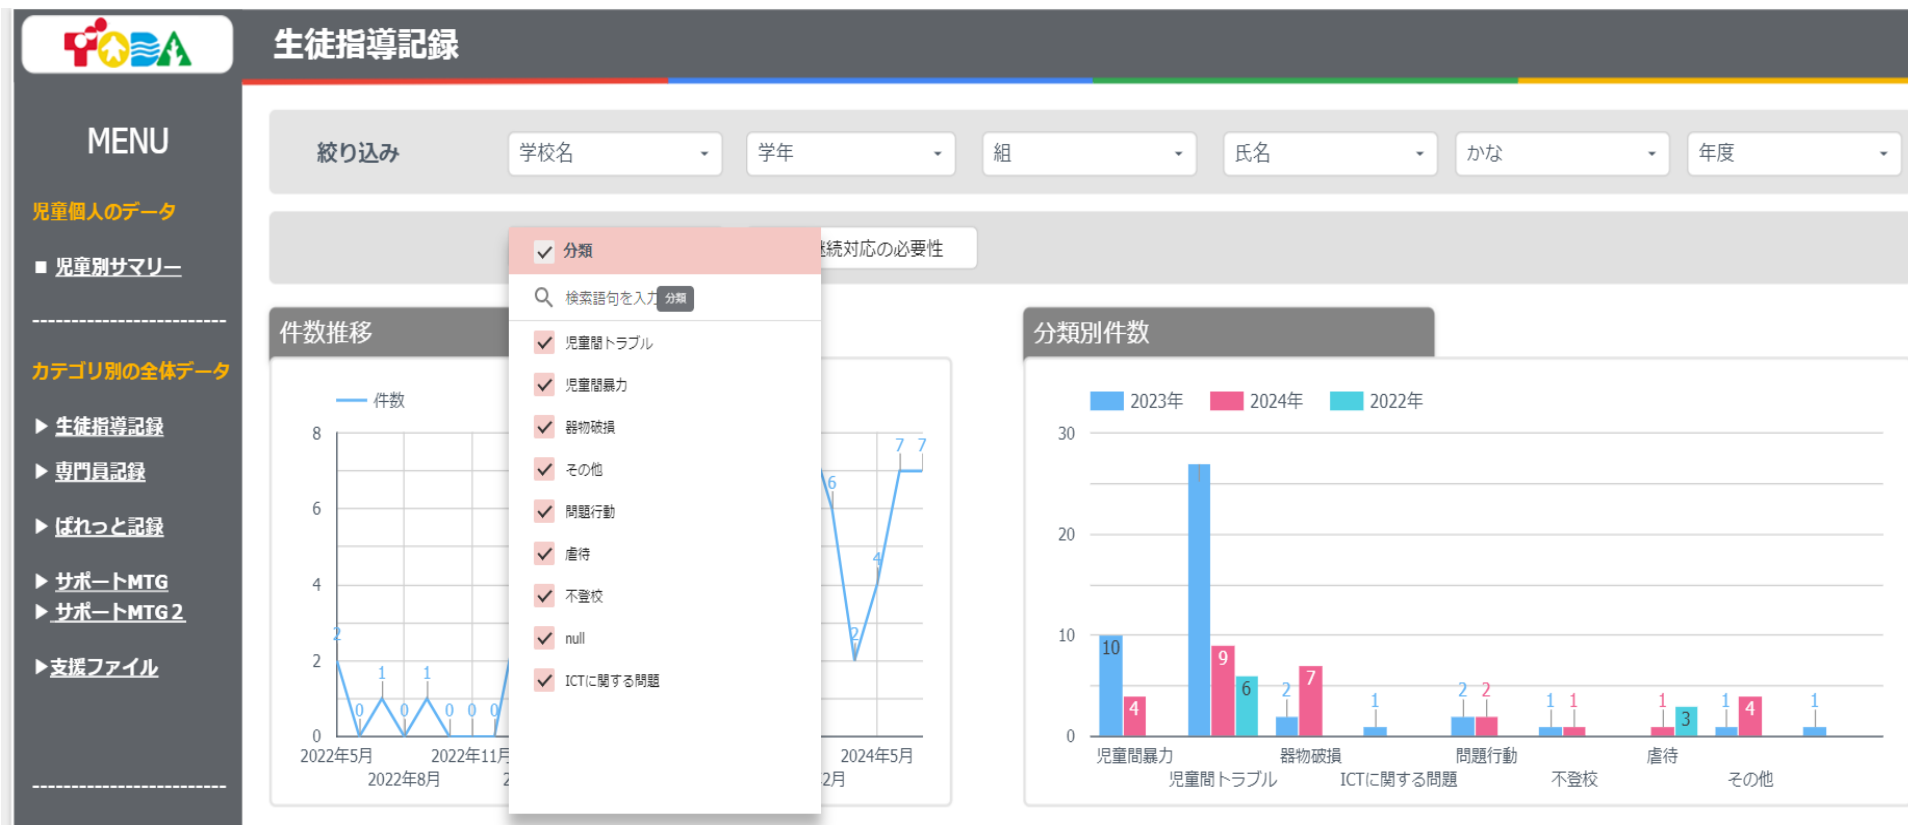 TODA
生徒指導記録
MENU
児童個人のデータ
■ 児童別サマリー
カテゴリ別の全体データ
▶ 生徒指導記録
▶ 専門員記録
▶ ぱれっと記録
▶ サポートMTG
▶ サポートMTG２
▶支援ファイル
絞り込み
学校名
学年
組
氏名
かな
年度
分類
続対応の必要性
検索語句を入力
分類
児童間トラブル
児童間暴力
器物破損
その他
問題行動
虐待
不登校
null
ICTに関する問題
件数推移
件数
8
6
4
2
0
2
0
1
0
1
0
0
0
6
2
4
7
7
2022年5月
2022年8月
2022年11月
2
2月
2024年5月
分類別件数
2023年
2024年
2022年
30
20
10
0
10
4
9
6
2
7
1
2
2
1
1
1
3
1
4
1
児童間暴力
児童間トラブル
器物破損
ICTに関する問題
問題行動
不登校
虐待
その他